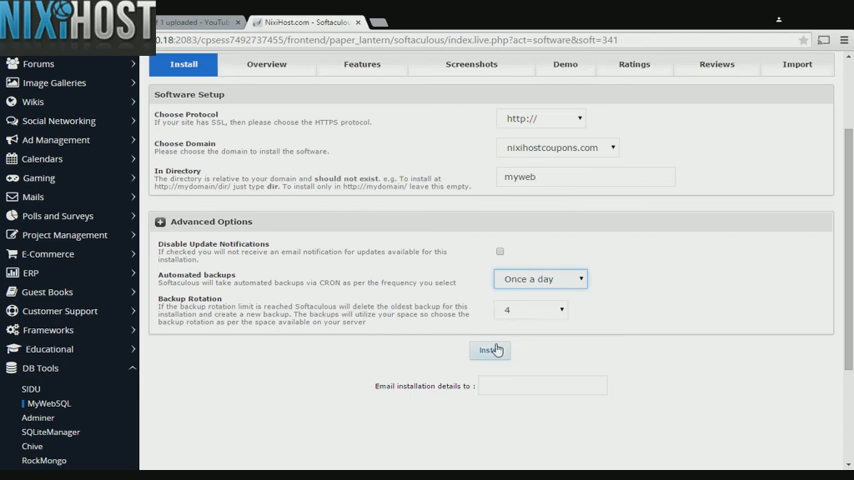 NIXIHOST
1 uploaded - YouTu
NixiHost.com - Softaculous
0.18:2083/cpsess7492737455/frontend/paper_lantern/softaculous/index.live.php?act=software&soft=341
Forums
Image Galleries
Wikis
Social Networking
Ad Management
Calendars
Gaming
Mails
Polls and Surveys
Project Management
E-Commerce
ERP
Guest Books
Customer Support
Frameworks
Educational
DB Tools
SIDU
MyWebSQL
Adminer
SQLiteManager
Chive
RockMongo
Install Overview Features Screenshots Demo Ratings Reviews Import
Software Setup
Choose Protocol
If your site has SSL, then please choose the HTTPS protocol.
http://
Choose Domain
Please choose the domain to install the software.
nixihostcoupons.com
In Directory
The directory is relative to your domain and should not exist. e.g. To install at
http://mydomain/dir/ just type dir. To install only in http://mydomain/ leave this empty.
myweb
Advanced Options
Disable Update Notifications
If checked you will not receive an email notification for updates available for this
installation.
Automated backups
Softaculous will take automated backups via CRON as per the frequency you select
Once a day
Backup Rotation
If the backup rotation limit is reached Softaculous will delete the oldest backup for this
installation and create a new backup. The backups will utilize your space so choose the
backup rotation as per the space available on your server
4
Install
Email installation details to :